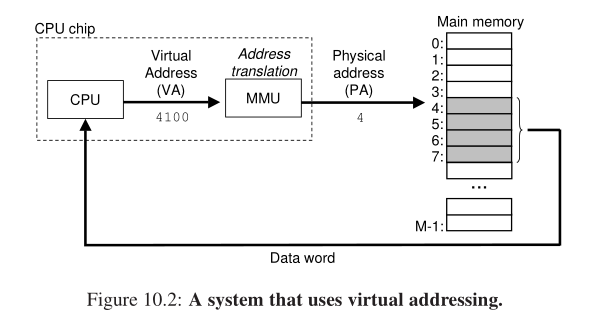 CPU chip
Virtual
Address
(VA)
4100
Address
translation
Physical
address
(PA)
4
CPU
MMU
Main memory
0:
1:
2:
3:
4:
5:
6:
7:
...
M-1:
Data word
Figure 10.2: A system that uses virtual addressing.